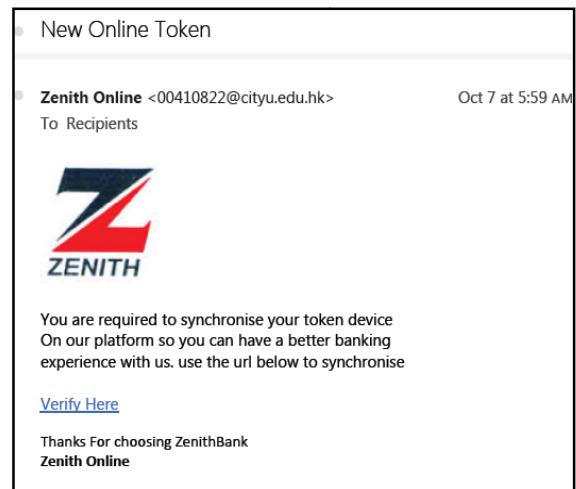 New Online Token
Zenith Online <00410822@cityu.edu.hk> Oct 7 at 5:59 AM
To Recipients
ZENITH
You are required to synchronise your token device
On our platform so you can have a better banking
experience with us. use the url below to synchronise
Verify Here
Thanks For choosing ZenithBank
Zenith Online